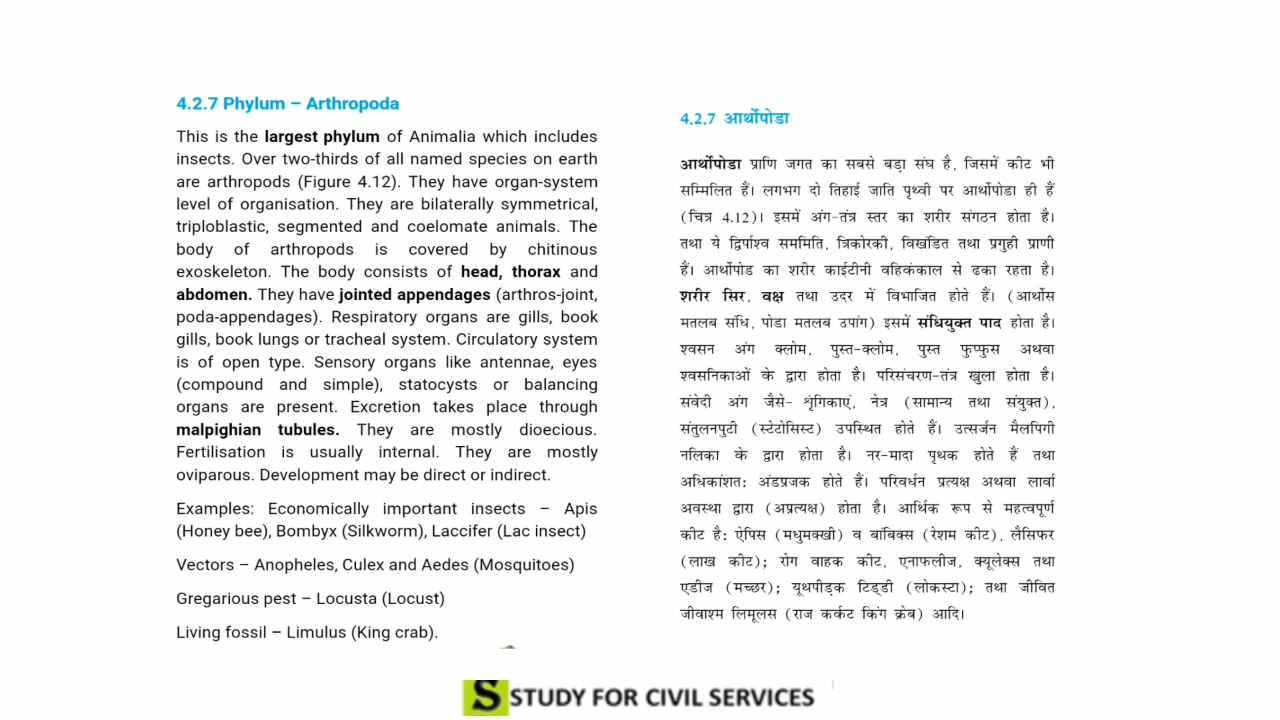 4.2.7 Phylum – Arthropoda
This is the largest phylum of Animalia which includes
insects. Over two-thirds of all named species on earth
are arthropods (Figure 4.12). They have organ-system
level of organisation. They are bilaterally symmetrical,
triploblastic, segmented and coelomate animals. The
body of arthropods is covered by chitinous
exoskeleton. The body consists of head, thorax and
abdomen. They have jointed appendages (arthros-joint,
poda-appendages). Respiratory organs are gills, book
gills, book lungs or tracheal system. Circulatory system
is of open type. Sensory organs like antennae, eyes
(compound and simple), statocysts or balancing
organs are present. Excretion takes place through
malpighian tubules. They are mostly dioecious.
Fertilisation is usually internal. They are mostly
oviparous. Development may be direct or indirect.
Examples: Economically important insects – Apis
(Honey bee), Bombyx (Silkworm), Laccifer (Lac insect)
Vectors – Anopheles, Culex and Aedes (Mosquitoes)
Gregarious pest – Locusta (Locust)
Living fossil – Limulus (King crab).
4.2.7 आर्थोपोडा
आर्थोपोडा प्राणि जगत का सबसे बड़ा संघ है, जिसमें कीट भी
सम्मिलित हैं। लगभग दो तिहाई जाति पृथ्वी पर आर्थोपोडा ही हैं
(चित्र 4.12)। इसमें अंग-तंत्र स्तर का शरीर संगठन होता है।
तथा ये द्विपार्श्व सममिति, त्रिकोरकी, विखंडित तथा प्रगुही प्राणी
हैं। आर्थोपोड का शरीर काईटीनी वहिकंकाल से ढका रहता है।
शरीर सिर, वक्ष तथा उदर में विभाजित होते हैं। (आर्थोस
मतलब संधि, पोडा मतलब उपांग) इसमें संधियुक्त पाद होता है।
श्वसन अंग क्लोम, पुस्त-क्लोम, पुस्त फुप्फुस अथवा
श्वसनिकाओं के द्वारा होता है। परिसंचरण-तंत्र खुला होता है।
संवेदी अंग जैसे- शृंगिकाएं, नेत्र (सामान्य तथा संयुक्त),
संतुलनपुटी (स्टेटोसिस्ट) उपस्थित होते हैं। उत्सर्जन मैलपिगी
नलिका के द्वारा होता है। नर-मादा पृथक होते हैं तथा
अधिकांशत: अंडप्रजक होते हैं। परिवर्धन प्रत्यक्ष अथवा लार्वा
अवस्था द्वारा (अप्रत्यक्ष) होता है। आर्थिक रूप से महत्वपूर्ण
कीट है: ऐपिस (मधुमक्खी) व बांबिक्स (रेशम कीट), लैसिफर
(लाख कीट); रोग वाहक कीट, एनाफलीज, क्यूलेक्स तथा
एडीज (मच्छर); यूथपीड़क टिड्डी (लोकस्टा); तथा जीवित
जीवाश्म लिमूलस (राज कर्कट किंग क्रेब) आदि।
S STUDY FOR CIVIL SERVICES